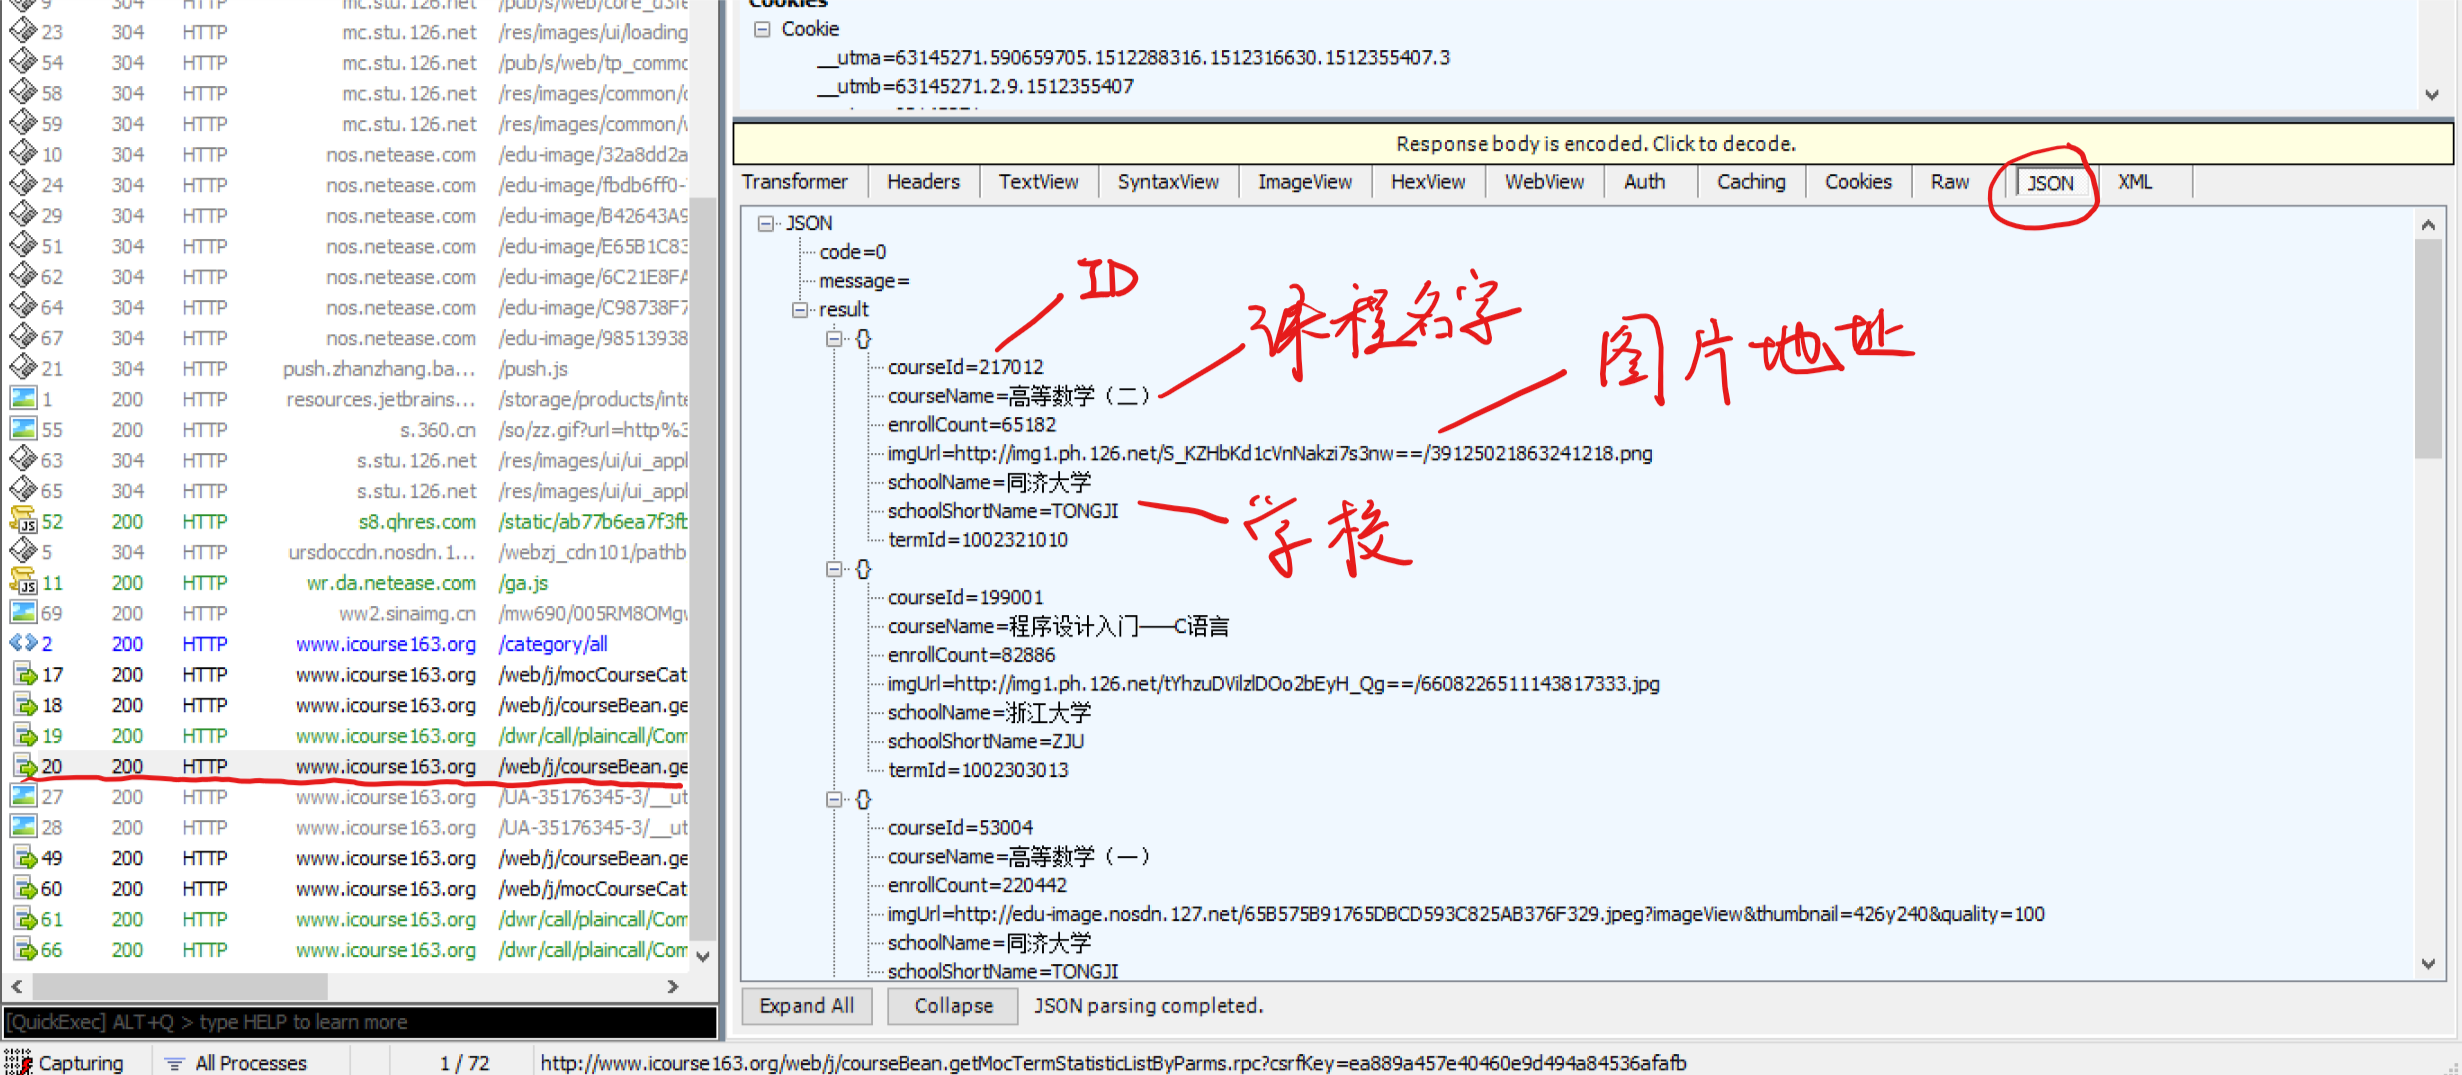 9 304 HTTP mc.stu.126.net /pub/s/web/core_d3fe
23 304 HTTP mc.stu.126.net /res/images/ui/loading
54 304 HTTP mc.stu.126.net /pub/s/web/tp_commo
58 304 HTTP mc.stu.126.net /res/images/common/
59 304 HTTP mc.stu.126.net /res/images/common/
10 304 HTTP nos.netease.com /edu-image/32a8dd2a
24 304 HTTP nos.netease.com /edu-image/fbdb6ff0-
29 304 HTTP nos.netease.com /edu-image/B42643A9
51 304 HTTP nos.netease.com /edu-image/E65B1C83
62 304 HTTP nos.netease.com /edu-image/6C21E8FA
64 304 HTTP nos.netease.com /edu-image/C98738F7
67 304 HTTP nos.netease.com /edu-image/98513938
21 304 HTTP push.zhanzhang.ba... /push.js
1 200 HTTP resources.jetbrains... /storage/products/inte
55 200 HTTP s.360.cn /so/zz.gif?url=http%3
63 304 HTTP s.stu.126.net /res/images/ui/ui_appl
65 304 HTTP s.stu.126.net /res/images/ui/ui_appl
52 200 HTTP s8.qhres.com /static/ab77b6ea7f3fb
5 304 HTTP ursdoccdn.nosdn.1... /webzj_cdn101/pathb
11 200 HTTP wr.da.netease.com /ga.js
69 200 HTTP ww2.sinaimg.cn /mw690/005RM8OMgv
2 200 HTTP www.icourse163.org /category/all
17 200 HTTP www.icourse163.org /web/j/mocCourseCat
18 200 HTTP www.icourse163.org /web/j/courseBean.ge
19 200 HTTP www.icourse163.org /dwr/call/plaincall/Com
20 200 HTTP www.icourse163.org /web/j/courseBean.ge
27 200 HTTP www.icourse163.org /UA-35176345-3/__ut
28 200 HTTP www.icourse163.org /UA-35176345-3/__ut
49 200 HTTP www.icourse163.org /web/j/courseBean.ge
60 200 HTTP www.icourse163.org /web/j/mocCourseCat
61 200 HTTP www.icourse163.org /dwr/call/plaincall/Com
66 200 HTTP www.icourse163.org /dwr/call/plaincall/Com
[QuickExec] ALT+Q > type HELP to learn more
Cookies
Cookie
__utma=63145271.590659705.1512288316.1512316630.1512355407.3
__utmb=63145271.2.9.1512355407
Response body is encoded. Click to decode.
Transformer Headers TextView SyntaxView ImageView HexView WebView Auth Caching Cookies Raw JSON XML
JSON
code=0
message=
result
{}
courseId=217012
courseName=高等数学（二）
enrollCount=65182
imgUrl=http://img1.ph.126.net/S_KZHbKd1cVnNakzi7s3nw==/39125021863241218.png
schoolName=同济大学
schoolShortName=TONGJI
termId=1002321010
ID
课程名字
图片地址
学校
{}
courseId=199001
courseName=程序设计入门——C语言
enrollCount=82886
imgUrl=http://img1.ph.126.net/tYhzuDVilzlDOo2bEyH_Qg==/6608226511143817333.jpg
schoolName=浙江大学
schoolShortName=ZJU
termId=1002303013
{}
courseId=53004
courseName=高等数学（一）
enrollCount=220442
imgUrl=http://edu-image.nosdn.127.net/65B575B91765DBCD593C825AB376F329.jpeg?imageView&thumbnail=426y240&quality=100
schoolName=同济大学
schoolShortName=TONGJI
Expand All Collapse JSON parsing completed.
Capturing All Processes 1 / 72 http://www.icourse163.org/web/j/courseBean.getMocTermStatisticListByParms.rpc?csrfKey=ea889a457e40460e9d494a84536afafb